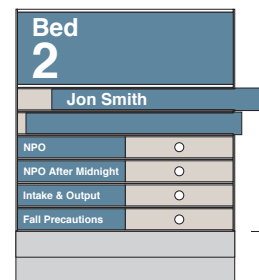 Bed
2
Jon Smith
NPO
NPO After Midnight
Intake & Output
Fall Precautions